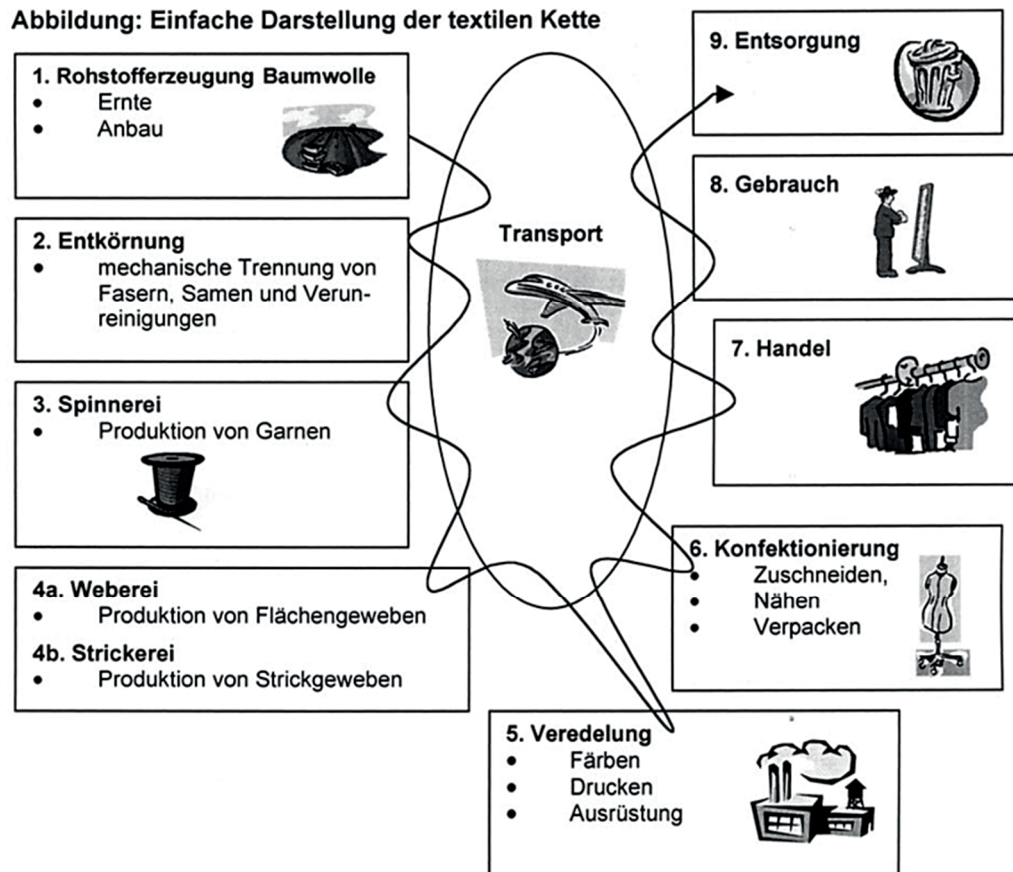 Abbildung: Einfache Darstellung der textilen Kette
1. Rohstofferzeugung Baumwolle
• Ernte
• Anbau
2. Entkörnung
• mechanische Trennung von
Fasern, Samen und Verun-
reinigungen
3. Spinnerei
• Produktion von Garnen
4a. Weberei
• Produktion von Flächengeweben
4b. Strickerei
• Produktion von Strickgeweben
Transport
5. Veredelung
• Färben
• Drucken
• Ausrüstung
6. Konfektionierung
• Zuschneiden,
• Nähen
• Verpacken
7. Handel
8. Gebrauch
9. Entsorgung